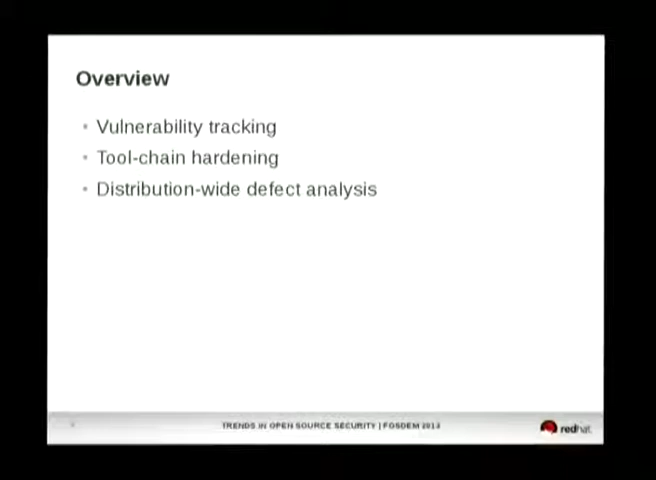 Overview
Vulnerability tracking
Tool-chain hardening
Distribution-wide defect analysis
TRENDS IN OPEN SOURCE SECURITY | FOSDEM 2013
redhat.